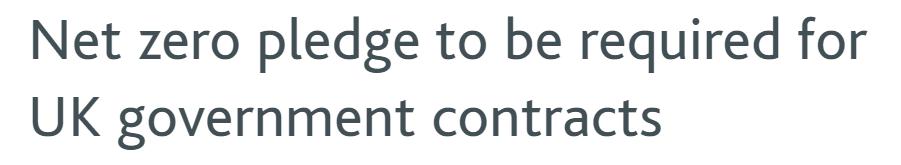 Net zero pledge to be required for
UK government contracts